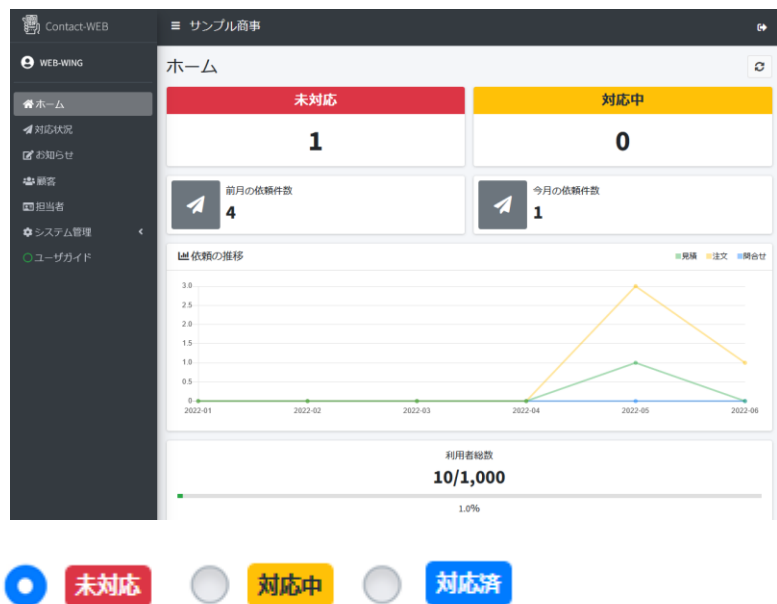 Contact-WEB
サンプル商事
WEB-WING
ホーム
対応状況
お知らせ
顧客
担当者
システム管理
ユーザガイド
ホーム
未対応
対応中
1
0
前月の依頼件数
4
今月の依頼件数
1
依頼の推移
見積 注文 問合せ
3.0
2.5
2.0
1.5
1.0
0.5
0
2022-01 2022-02 2022-03 2022-04 2022-05 2022-06
利用者総数
10/1,000
1.0%
未対応 対応中 対応済